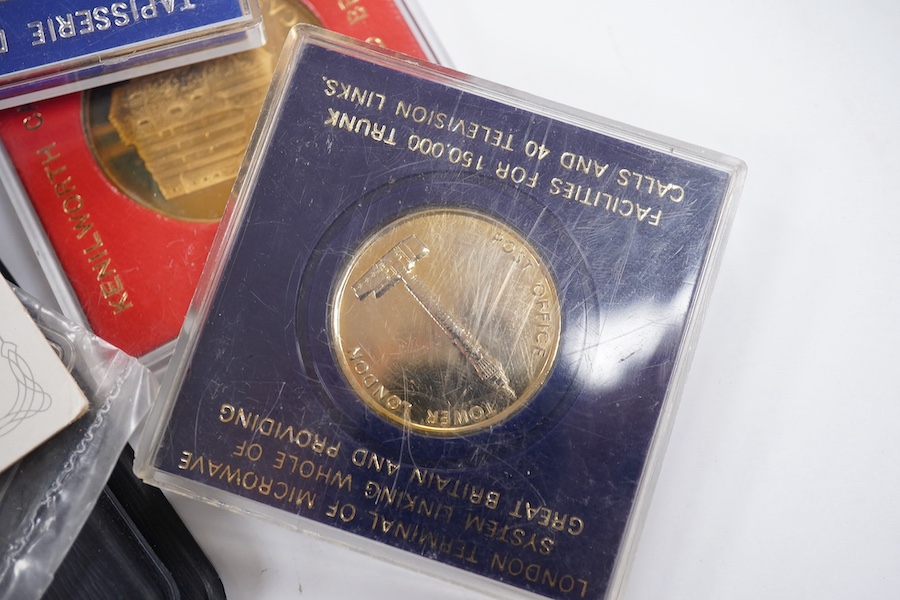 LONDON TERMINAL OF MICROWAVE
SYSTEM LINKING WHOLE OF
GREAT BRITAIN AND PROVIDING
POST OFFICE
TOWER LONDON
FACILITIES FOR 150.000 TRUNK
CALLS AND 40 TELEVISION LINKS.
TAPISSERIE
KENILWORTH